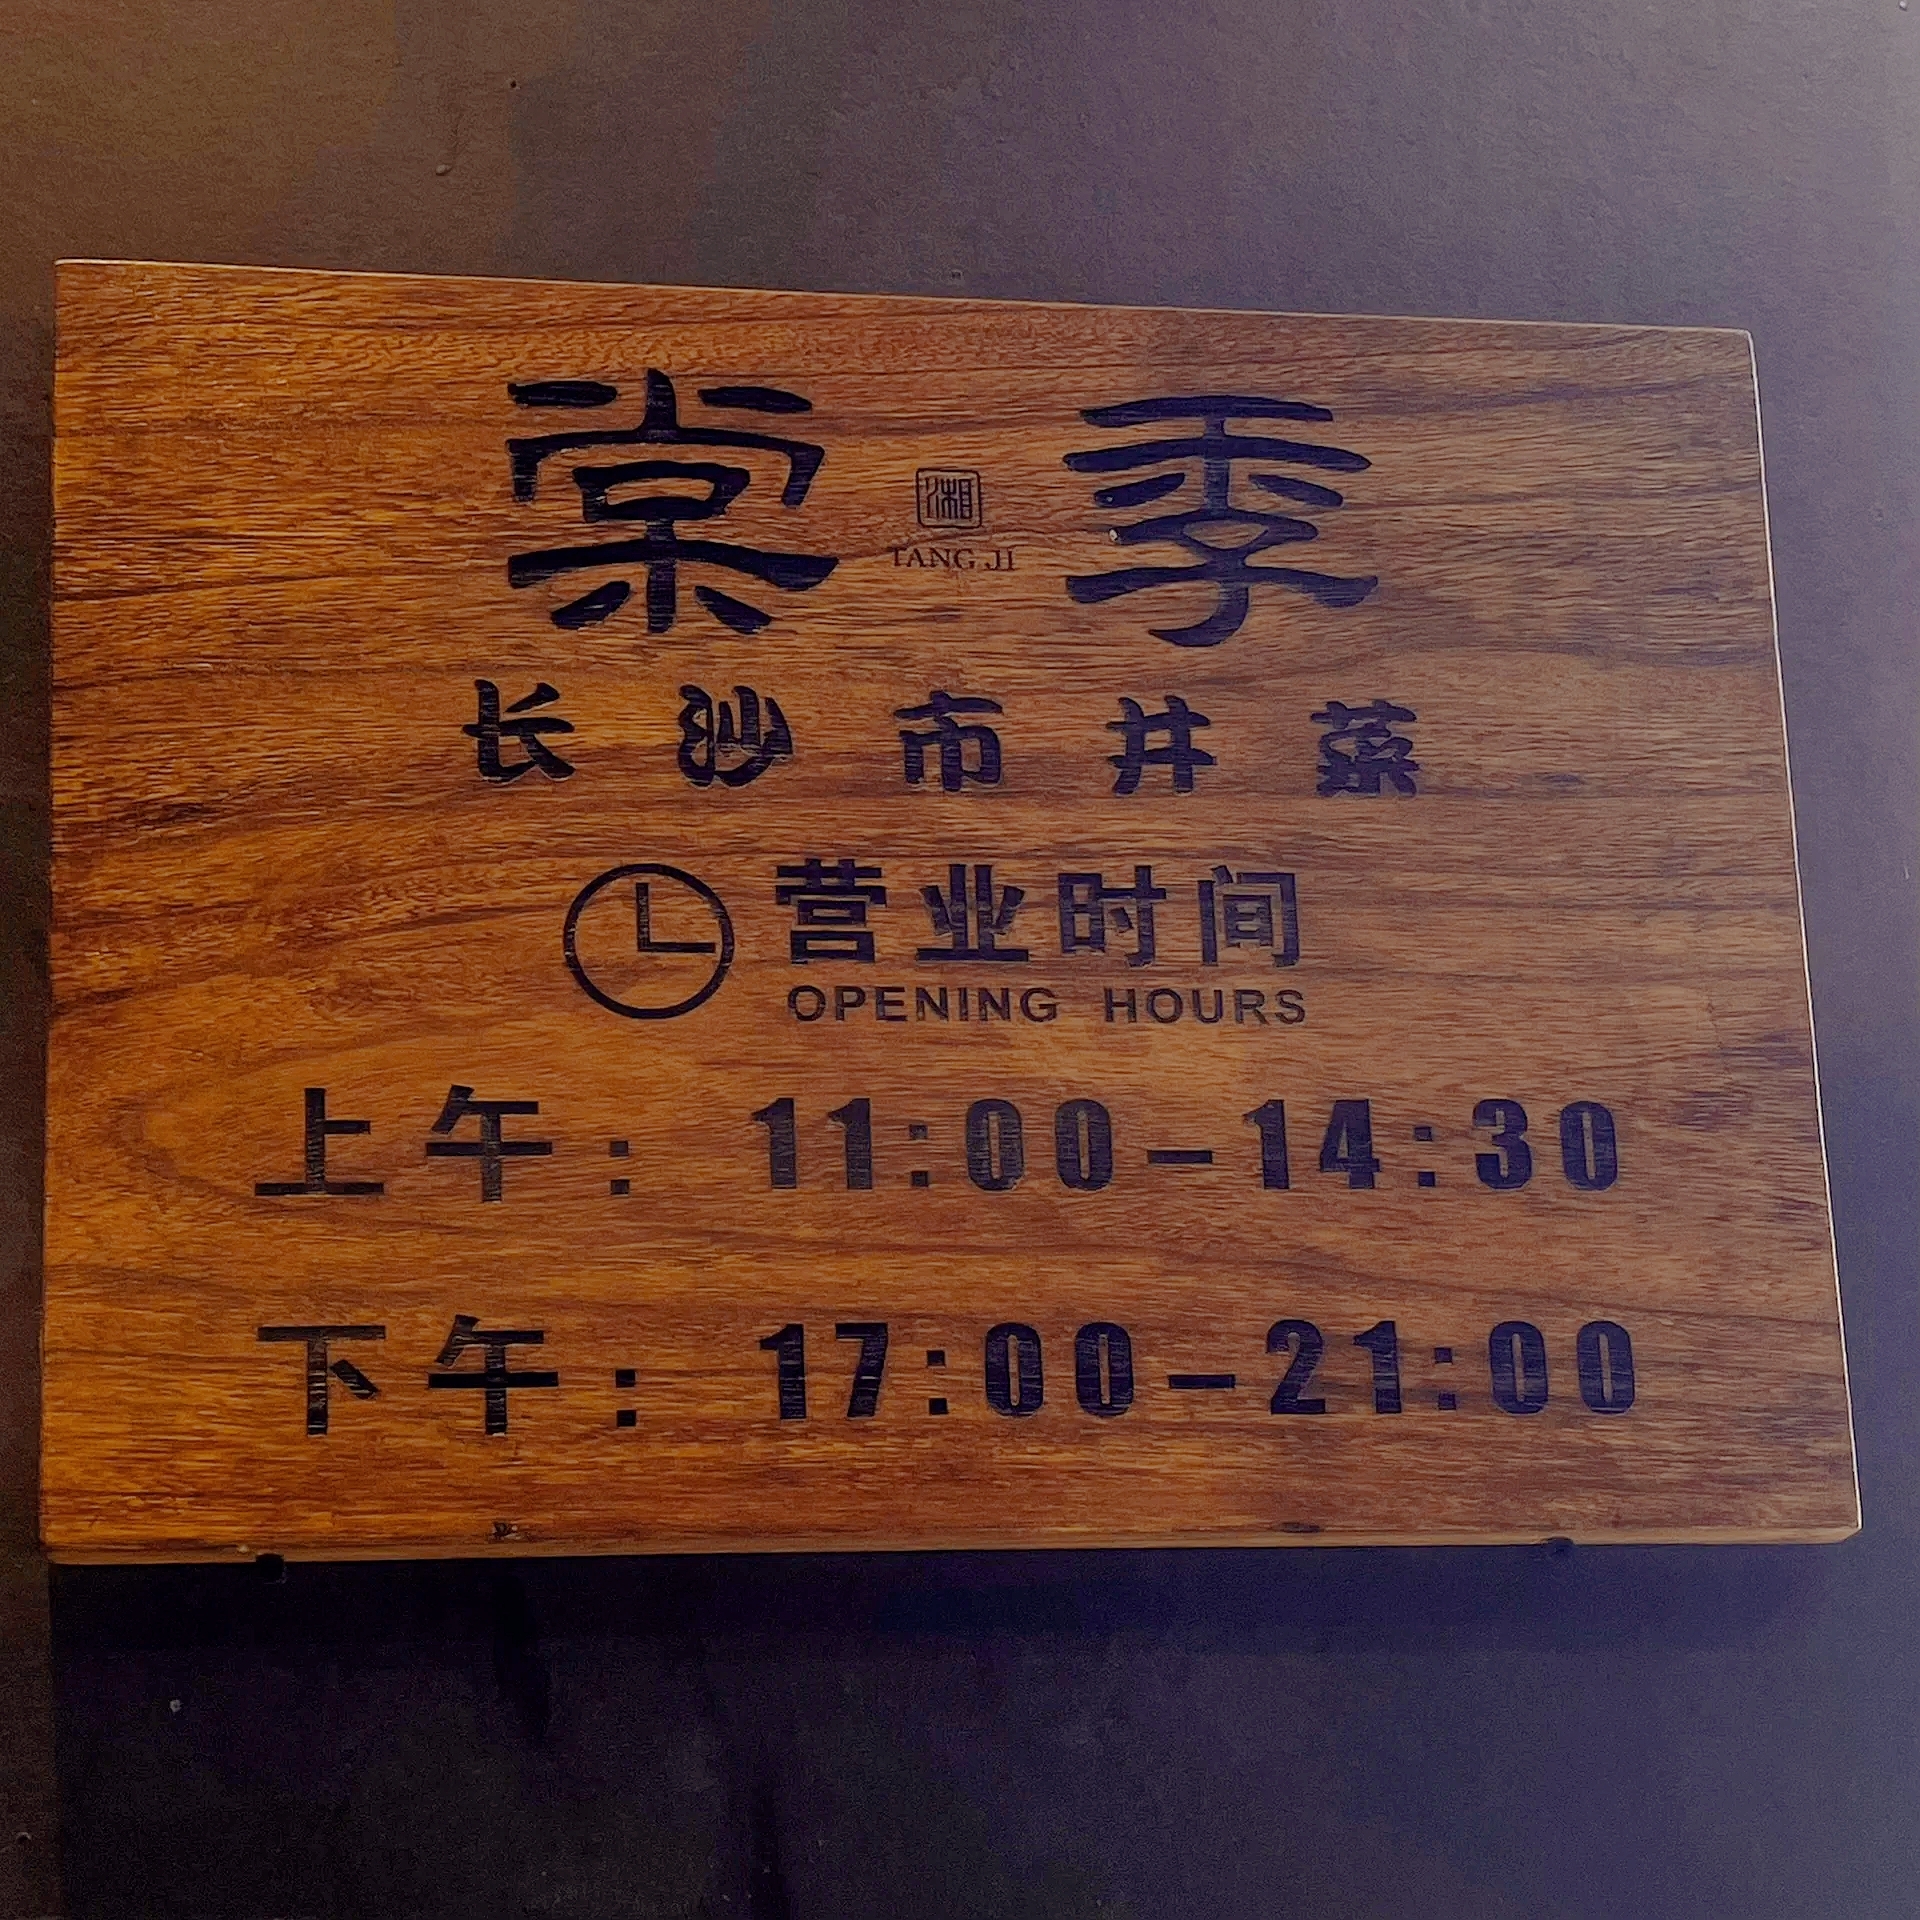 棠 湘 季
TANG JI
长沙市井菜
营业时间
OPENING HOURS
上午：11:00-14:30
下午：17:00-21:00